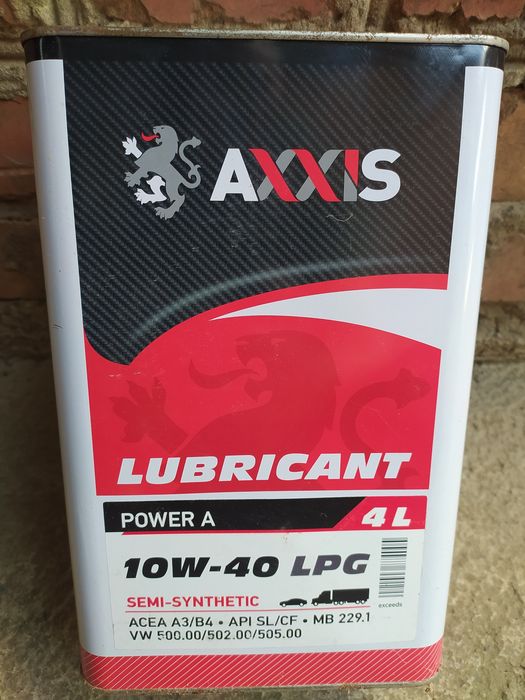 AXXIS
LUBRICANT
POWER A 4 L
10W-40 LPG
SEMI-SYNTHETIC
exceeds
ACEA A3/B4 • API SL/CF • MB 229.1
VW 500.00/502.00/505.00